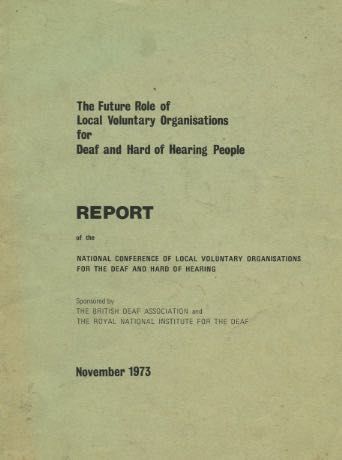 The Future Role of
Local Voluntary Organisations
for
Deaf and Hard of Hearing People
REPORT
of the
NATIONAL CONFERENCE OF LOCAL VOLUNTARY ORGANISATIONS
FOR THE DEAF AND HARD OF HEARING
Sponsored by
THE BRITISH DEAF ASSOCIATION and
THE ROYAL NATIONAL INSTITUTE FOR THE DEAF
November 1973